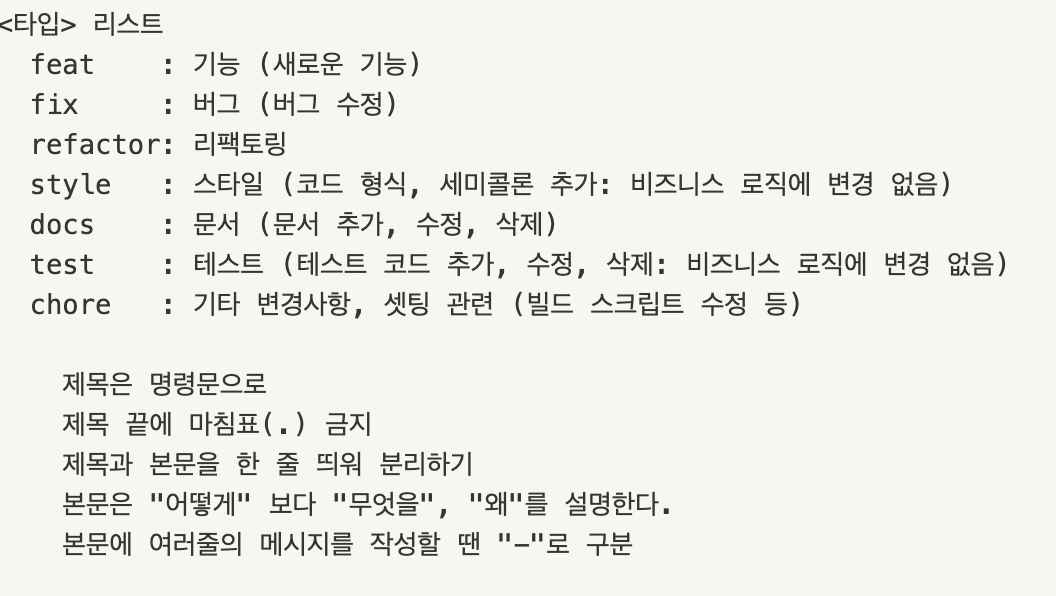 <타입> 리스트
feat    : 기능 (새로운 기능)
fix     : 버그 (버그 수정)
refactor: 리팩토링
style   : 스타일 (코드 형식, 세미콜론 추가: 비즈니스 로직에 변경 없음)
docs    : 문서 (문서 추가, 수정, 삭제)
test    : 테스트 (테스트 코드 추가, 수정, 삭제: 비즈니스 로직에 변경 없음)
chore   : 기타 변경사항, 셋팅 관련 (빌드 스크립트 수정 등)
제목은 명령문으로
제목 끝에 마침표(.) 금지
제목과 본문을 한 줄 띄워 분리하기
본문은 "어떻게" 보다 "무엇을", "왜"를 설명한다.
본문에 여러줄의 메시지를 작성할 땐 "-"로 구분